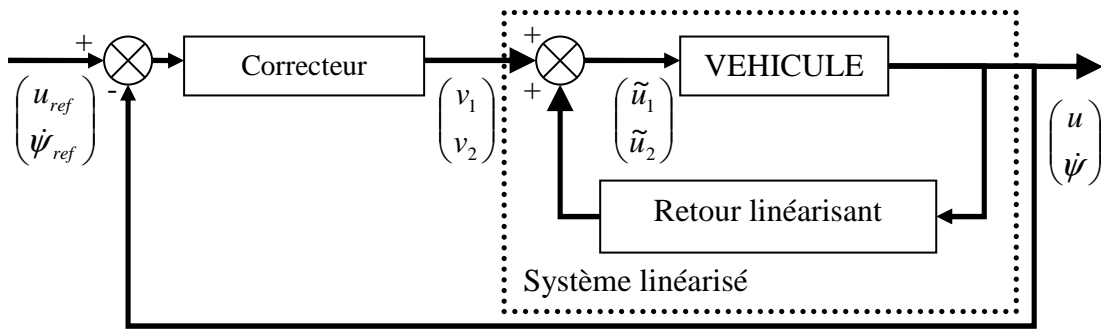 +
-
Correcteur
+
+
VEHICULE
u_ref
ψ̇_ref
v_1
v_2
ũ_1
ũ_2
u
ψ̇
Retour linéarisant
Système linéarisé